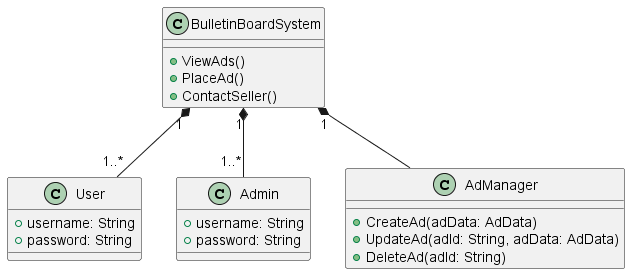 C BulletinBoardSystem
ViewAds()
PlaceAd()
ContactSeller()
1 1 1
1..* 1..*
C User
username: String
password: String
C Admin
username: String
password: String
C AdManager
CreateAd(adData: AdData)
UpdateAd(adId: String, adData: AdData)
DeleteAd(adId: String)